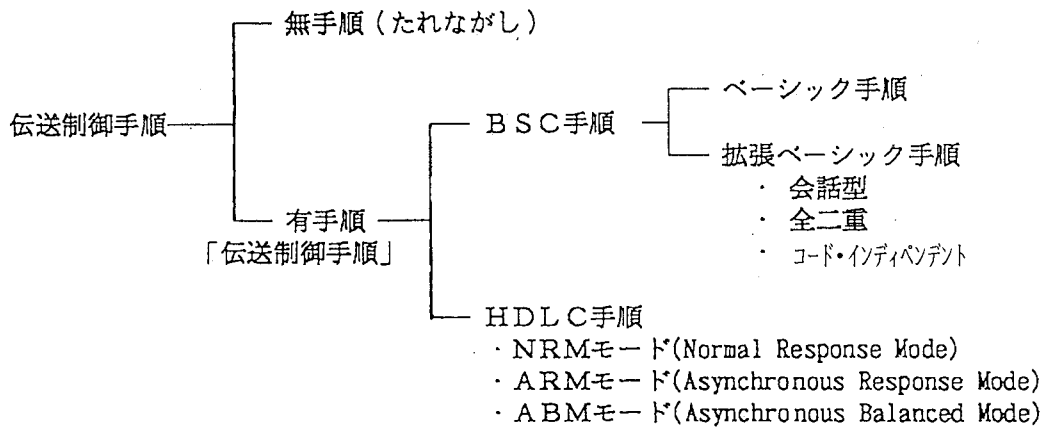 無手順(たれながし)
伝送制御手順
BSC手順
ベーシック手順
拡張ベーシック手順
・ 会話型
・ 全二重
・ コード・インディペンデント
有手順
「伝送制御手順」
HDLC手順
・NRMモード(Normal Response Mode)
・ARMモード(Asynchronous Response Mode)
・ABMモード(Asynchronous Balanced Mode)